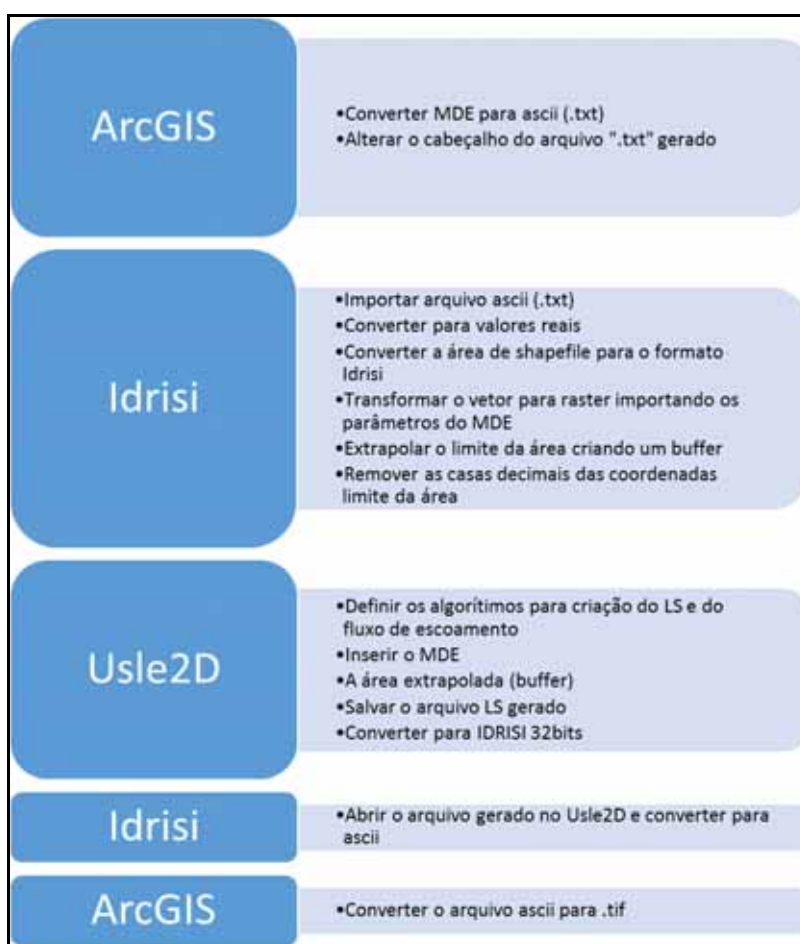 ArcGIS
•Converter MDE para ascii (.txt)
•Alterar o cabeçalho do arquivo ".txt" gerado
Idrisi
•Importar arquivo ascii (.txt)
•Converter para valores reais
•Converter a área de shapefile para o formato
Idrisi
•Transformar o vetor para raster importando os
parâmetros do MDE
•Extrapolar o limite da área criando um buffer
•Remover as casas decimais das coordenadas
limite da área
Usle2D
•Definir os algorítimos para criação do LS e do
fluxo de escoamento
•Inserir o MDE
•A área extrapolada (buffer)
•Salvar o arquivo LS gerado
•Converter para IDRISI 32bits
Idrisi
•Abrir o arquivo gerado no Usle2D e converter para
ascii
ArcGIS
•Converter o arquivo ascii para .tif